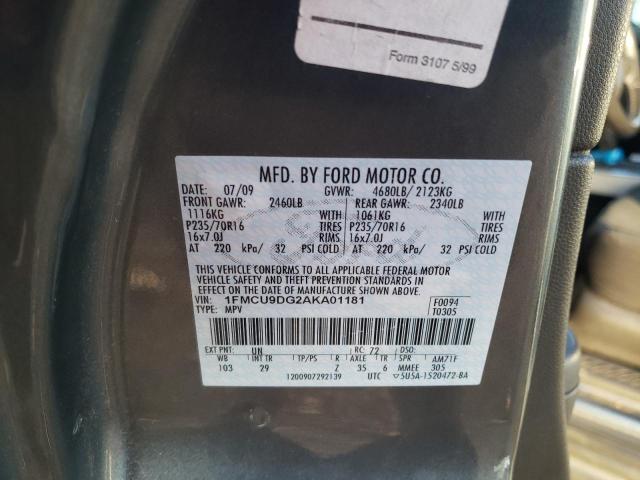 Form 3107 5/99
MFD. BY FORD MOTOR CO.
DATE: 07/09 GVWR: 4680LB/ 2123KG
FRONT GAWR: 2460LB REAR GAWR: 2340LB
1116KG WITH 1061KG WITH
P235/70R16 TIRES P235/70R16 TIRES
16x7.0J RIMS 16x7.0J RIMS
AT 220 kPa/ 32 PSI COLD AT 220 kPa/ 32 PSI COLD
THIS VEHICLE CONFORMS TO ALL APPLICABLE FEDERAL MOTOR
VEHICLE SAFETY AND THEFT PREVENTION STANDARDS IN
EFFECT ON THE DATE OF MANUFACTURE SHOWN ABOVE.
VIN: 1FMCU9DG2AKA01181 F0094
TYPE: MPV T0305
EXT PNT: UN RC: 72 DSO:
WB INT TR TP/PS R AXLE TR SPR AM71F
103 29 Z 35 6 MMEE 305
1200907292139 UTC ▽5U5A-1520472-BA